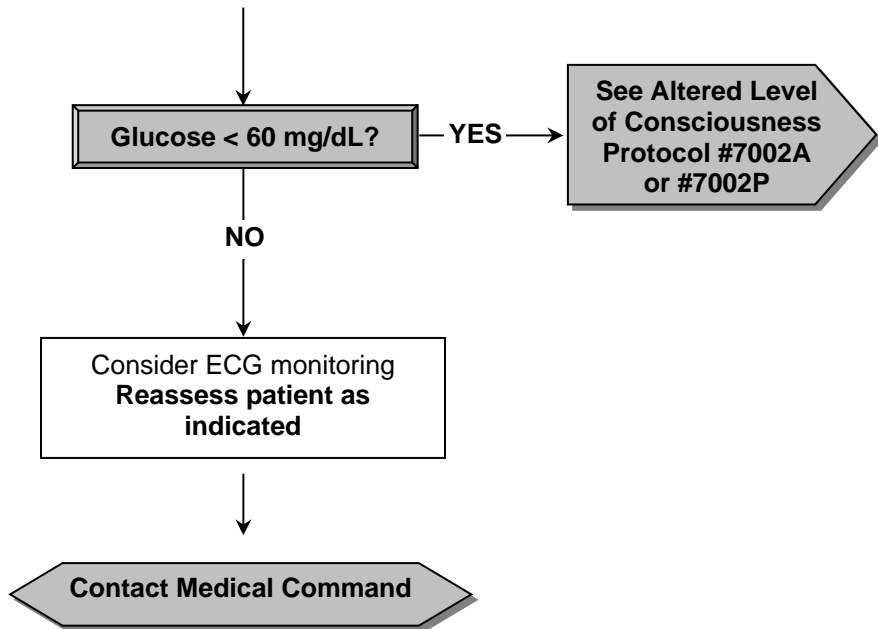 Glucose < 60 mg/dL?
YES
See Altered Level
of Consciousness
Protocol #7002A
or #7002P
NO
Consider ECG monitoring
Reassess patient as
indicated
Contact Medical Command